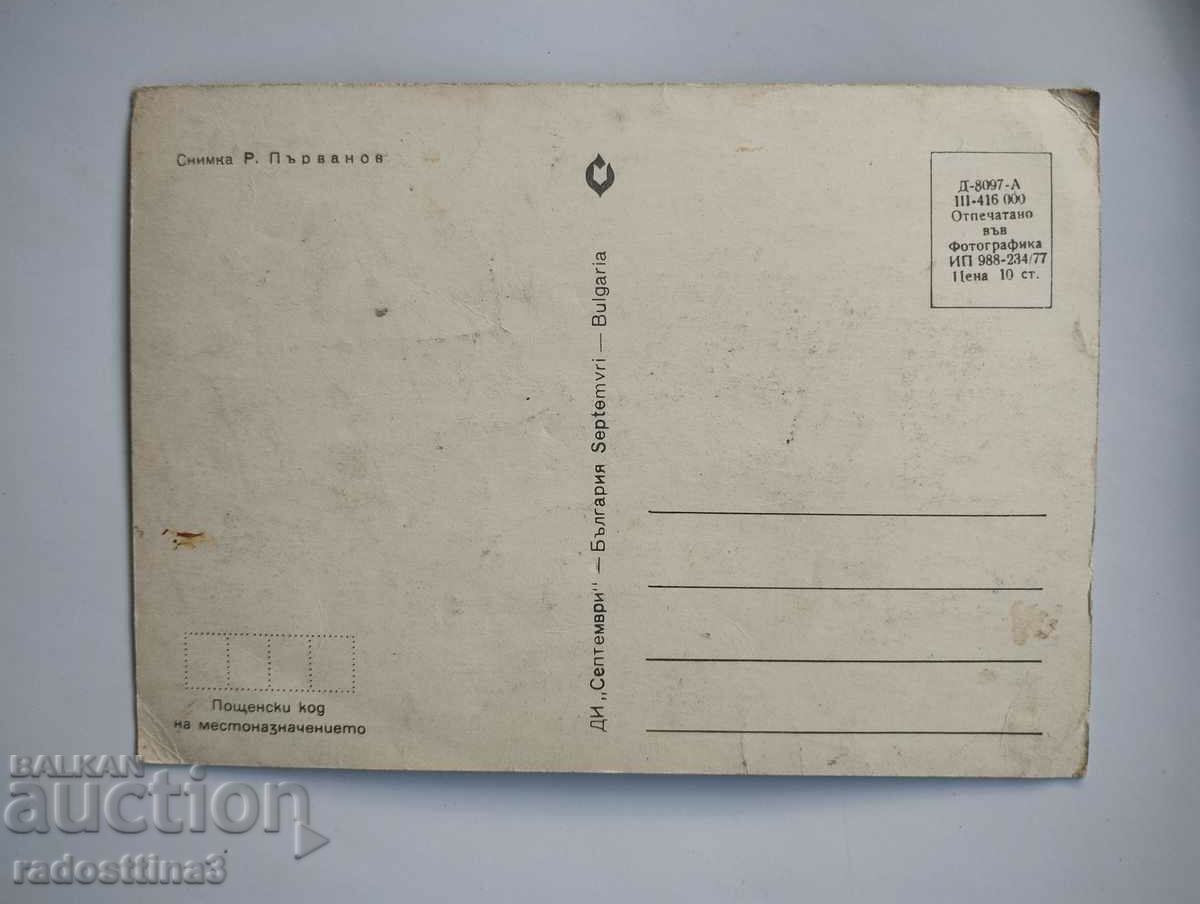 Снимка Р. Първанов
Д-8097-А
III-416 000
Отпечатано
във
Фотографика
ИП 988-234/77
Цена 10 ст.
ДИ „Септември" — България Septemvri — Bulgaria
Пощенски код
на местоназначението
BALKAN
auction
radosttina3